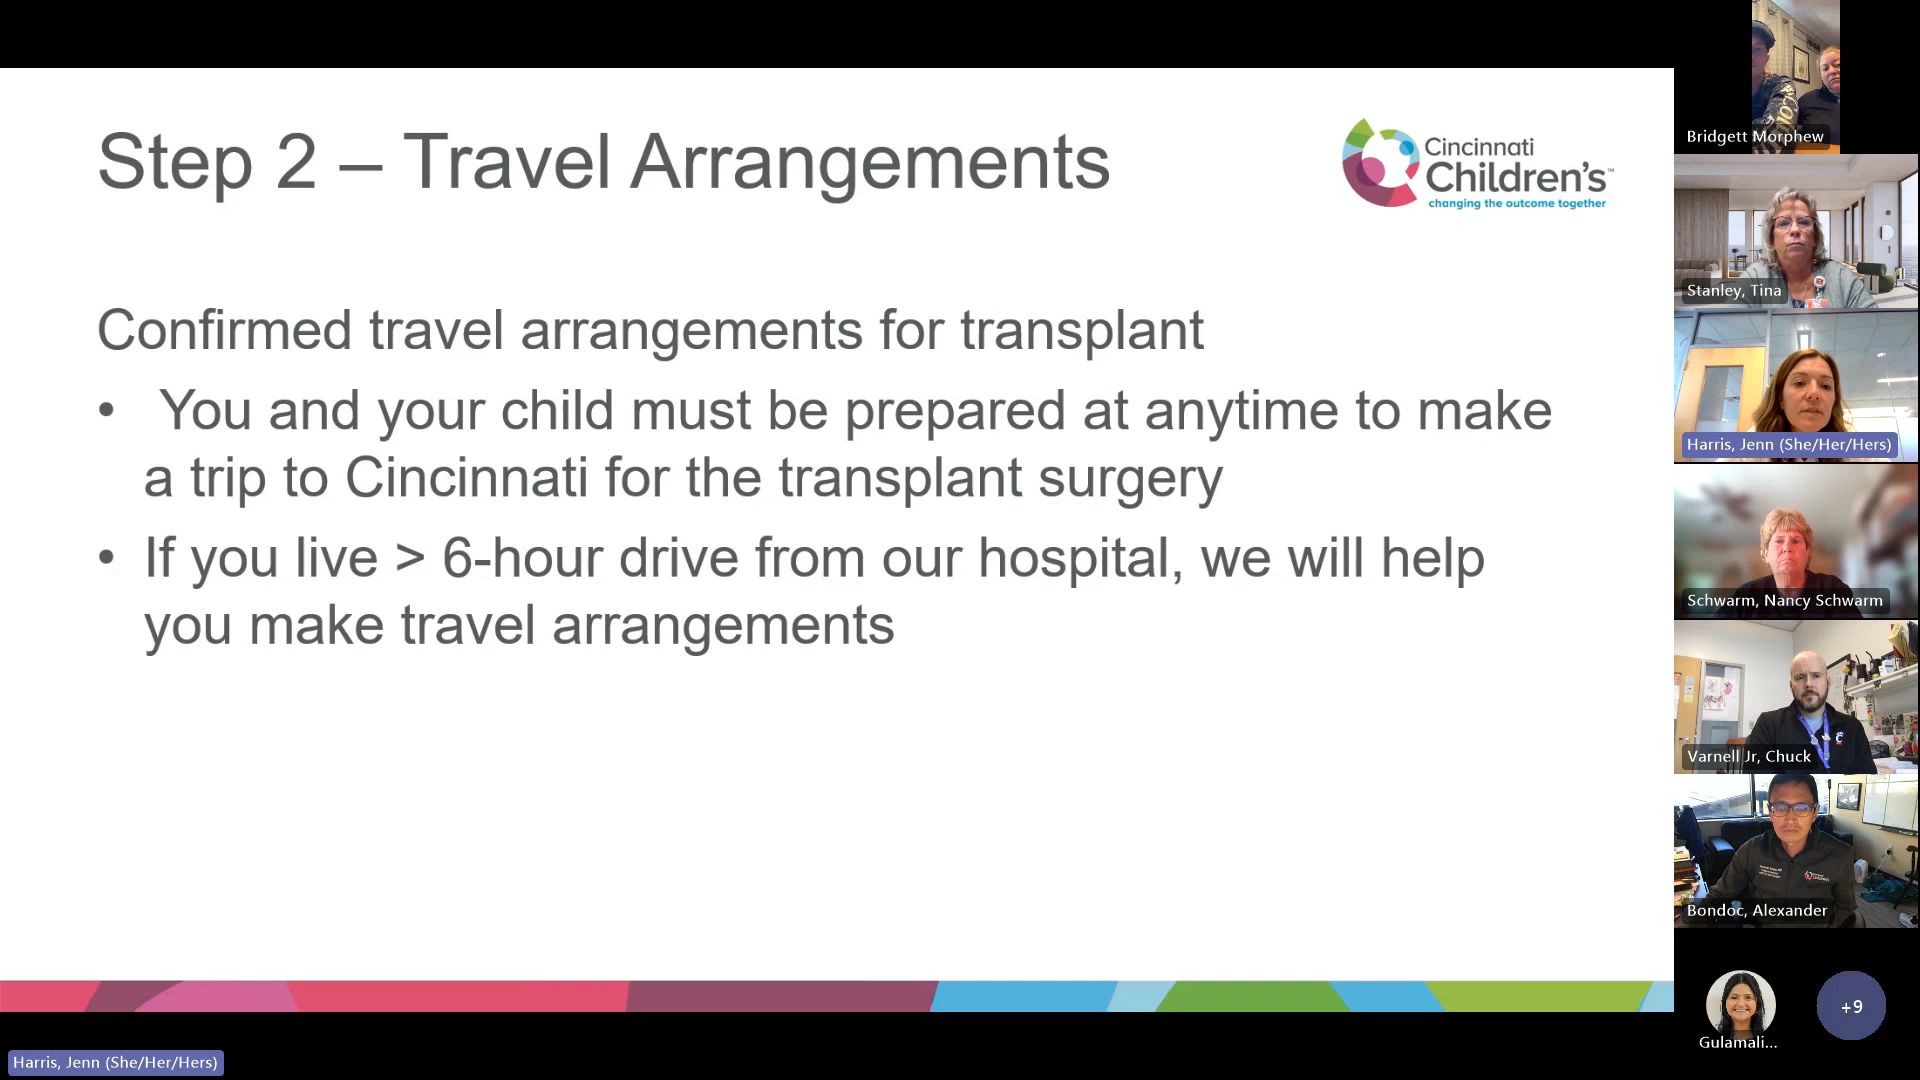 Step 2 – Travel Arrangements
Cincinnati
Children's™
changing the outcome together
Confirmed travel arrangements for transplant
• You and your child must be prepared at anytime to make
a trip to Cincinnati for the transplant surgery
• If you live > 6-hour drive from our hospital, we will help
you make travel arrangements
Bridgett Morphew
Stanley, Tina
Harris, Jenn (She/Her/Hers)
Schwarm, Nancy Schwarm
Varnell Jr, Chuck
Bondoc, Alexander
Gulamali...
+9
Harris, Jenn (She/Her/Hers)